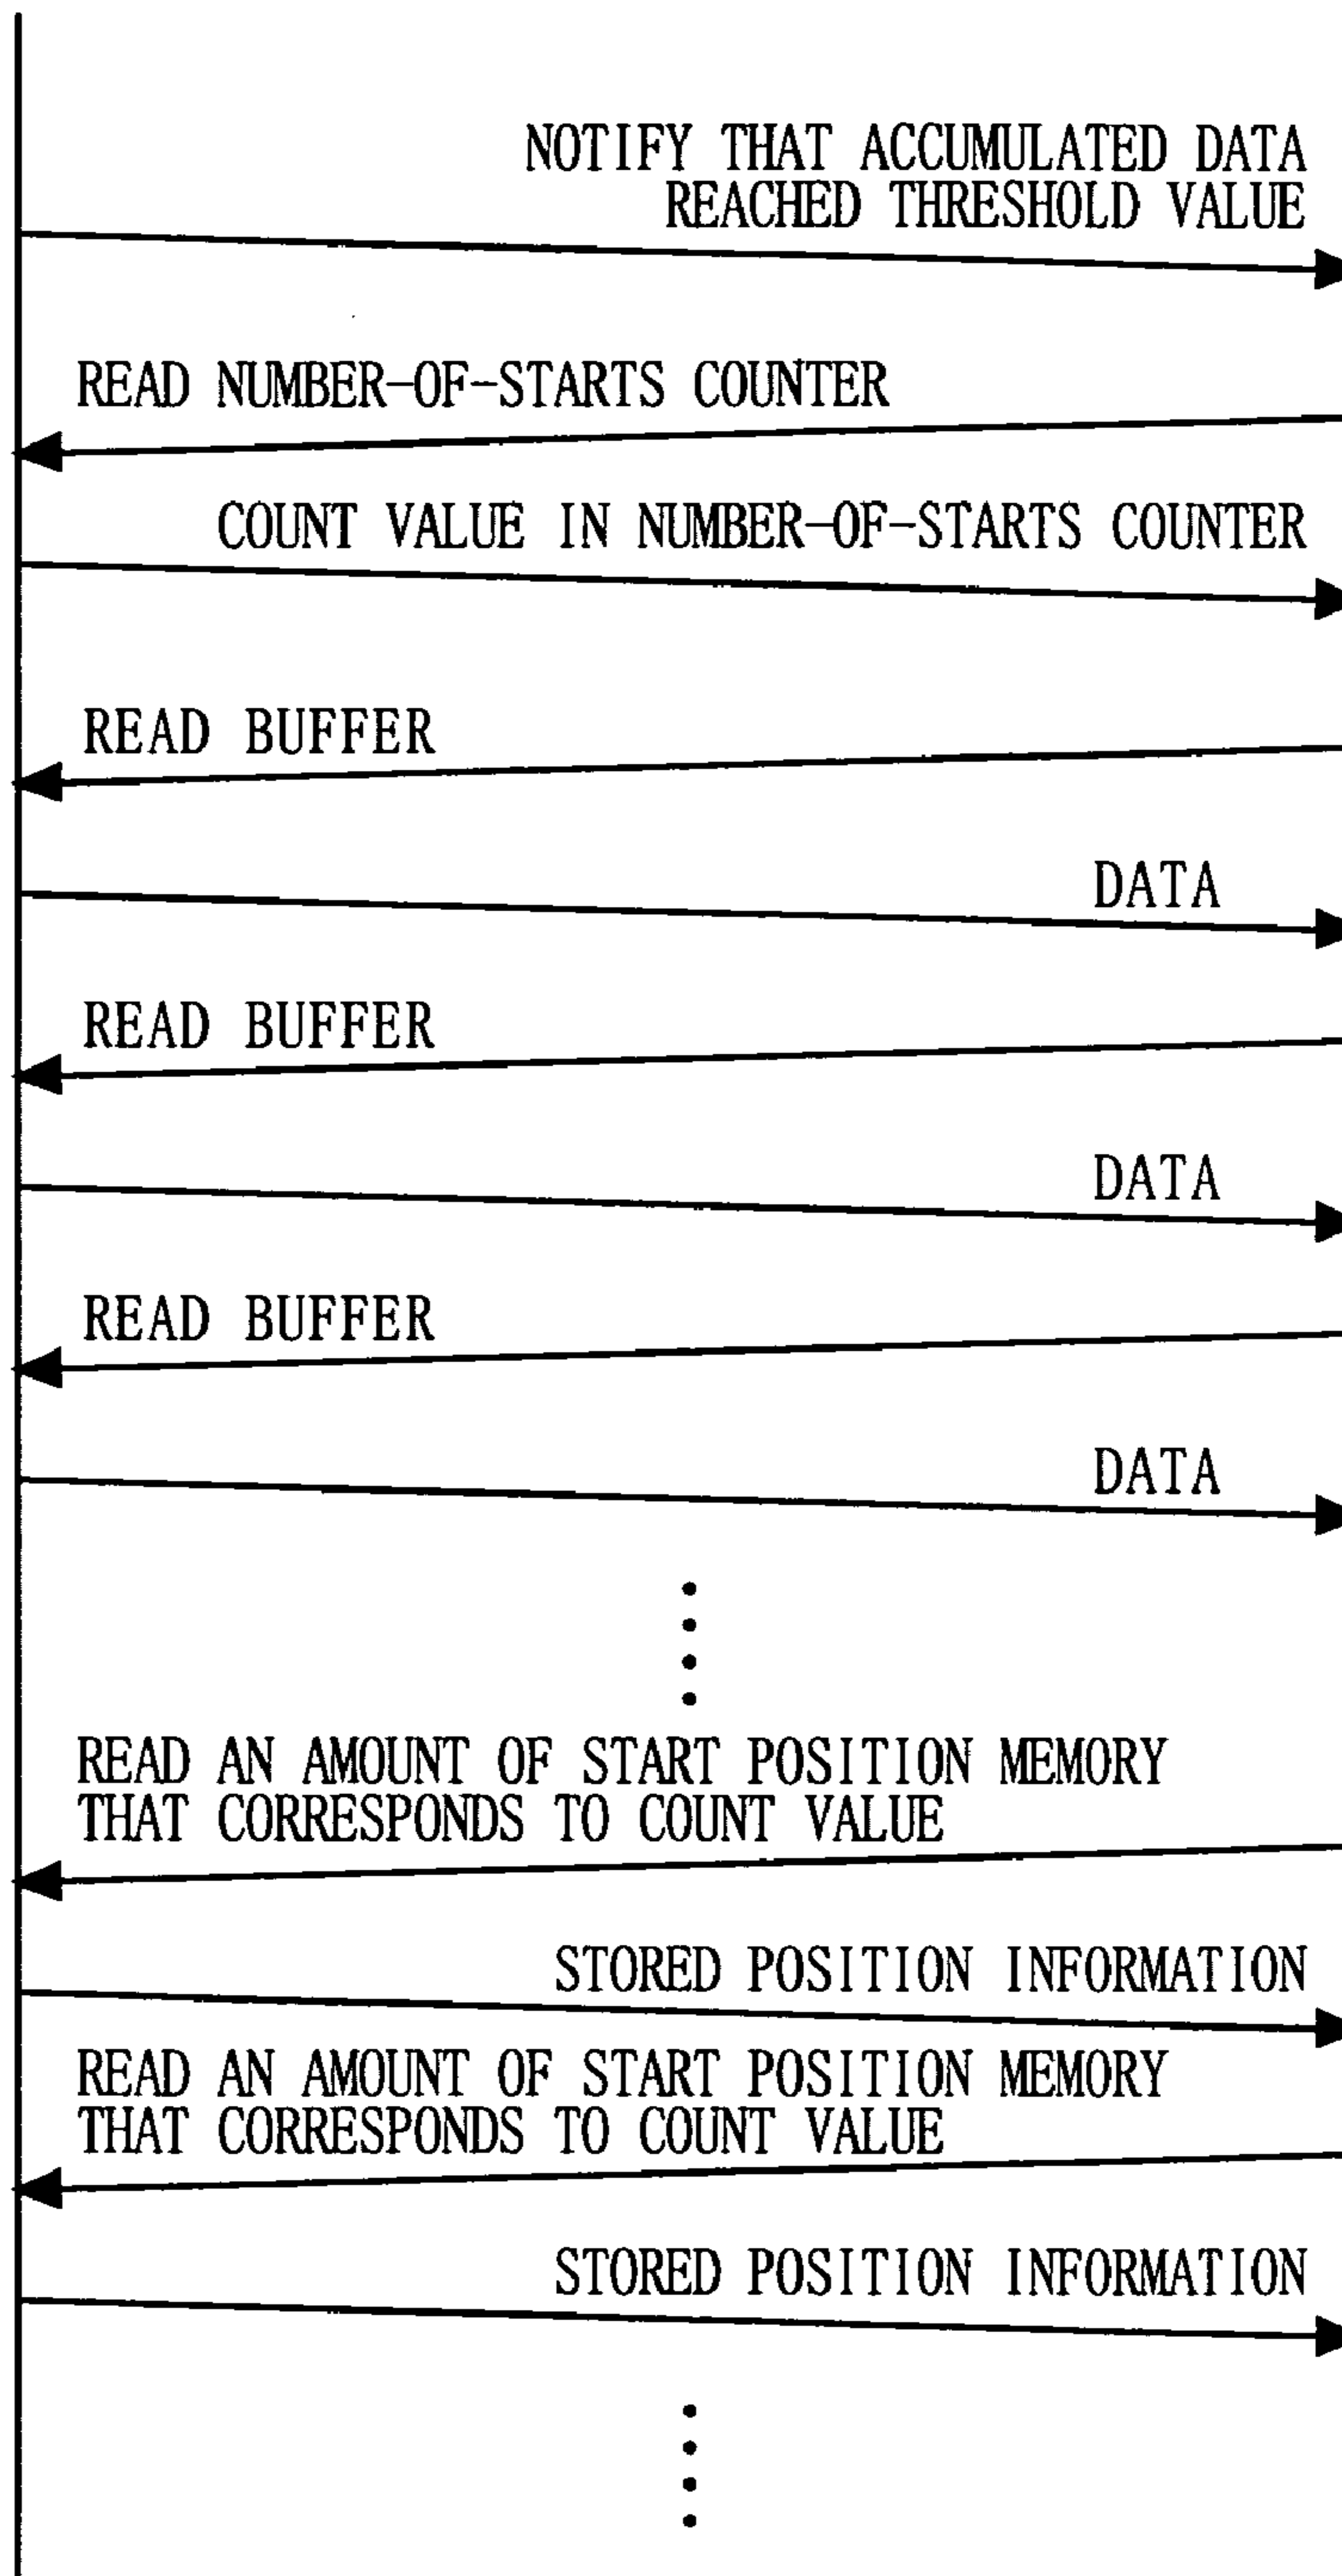 NOTIFY THAT ACCUMULATED DATA
REACHED THRESHOLD VALUE
READ NUMBER-OF-STARTS COUNTER
COUNT VALUE IN NUMBER-OF-STARTS COUNTER
READ BUFFER
DATA
READ BUFFER
DATA
READ BUFFER
DATA
READ AN AMOUNT OF START POSITION MEMORY
THAT CORRESPONDS TO COUNT VALUE
STORED POSITION INFORMATION
READ AN AMOUNT OF START POSITION MEMORY
THAT CORRESPONDS TO COUNT VALUE
STORED POSITION INFORMATION